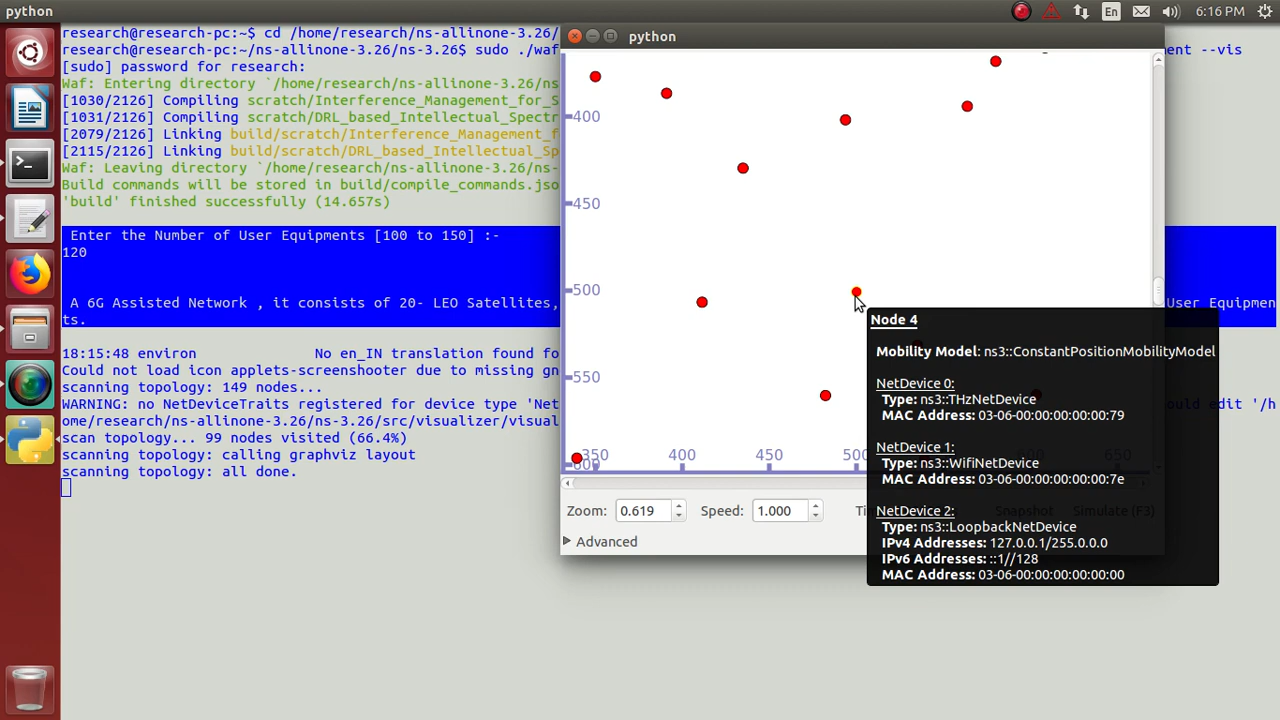 python
En
6:16 PM
research@research-pc:~$ cd /home/research/ns-allinone-3.26/
research@research-pc:~/ns-allinone-3.26/ns-3.26$ sudo ./waf
ment --vis
[sudo] password for research:
Waf: Entering directory `/home/research/ns-allinone-3.26/ns
[1030/2126] Compiling scratch/Interference_Management_for_S
[1031/2126] Compiling scratch/DRL_based_Intellectual_Spectr
[2079/2126] Linking build/scratch/Interference_Management_f
[2115/2126] Linking build/scratch/DRL_based_Intellectual_Sp
Waf: Leaving directory `/home/research/ns-allinone-3.26/ns-
Build commands will be stored in build/compile_commands.jso
'build' finished successfully (14.657s)
Enter the Number of User Equipments [100 to 150] :-
120
A 6G Assisted Network , it consists of 20- LEO Satellites,
User Equipmen
ts.
18:15:48 environ No en_IN translation found fo
Could not load icon applets-screenshooter due to missing gn
scanning topology: 149 nodes...
WARNING: no NetDeviceTraits registered for device type 'Net
ould edit '/h
ome/research/ns-allinone-3.26/ns-3.26/src/visualizer/visual
scan topology... 99 nodes visited (66.4%)
scanning topology: calling graphviz layout
scanning topology: all done.
python
400
450
500
550
600
350
400
450
500
650
Zoom: 0.619
Speed: 1.000
Snapshot
Simulate (F3)
Advanced
Node 4
Mobility Model: ns3::ConstantPositionMobilityModel
NetDevice 0:
Type: ns3::THzNetDevice
MAC Address: 03-06-00:00:00:00:00:79
NetDevice 1:
Type: ns3::WifiNetDevice
MAC Address: 03-06-00:00:00:00:00:7e
NetDevice 2:
Type: ns3::LoopbackNetDevice
IPv4 Addresses: 127.0.0.1/255.0.0.0
IPv6 Addresses: ::1//128
MAC Address: 03-06-00:00:00:00:00:00